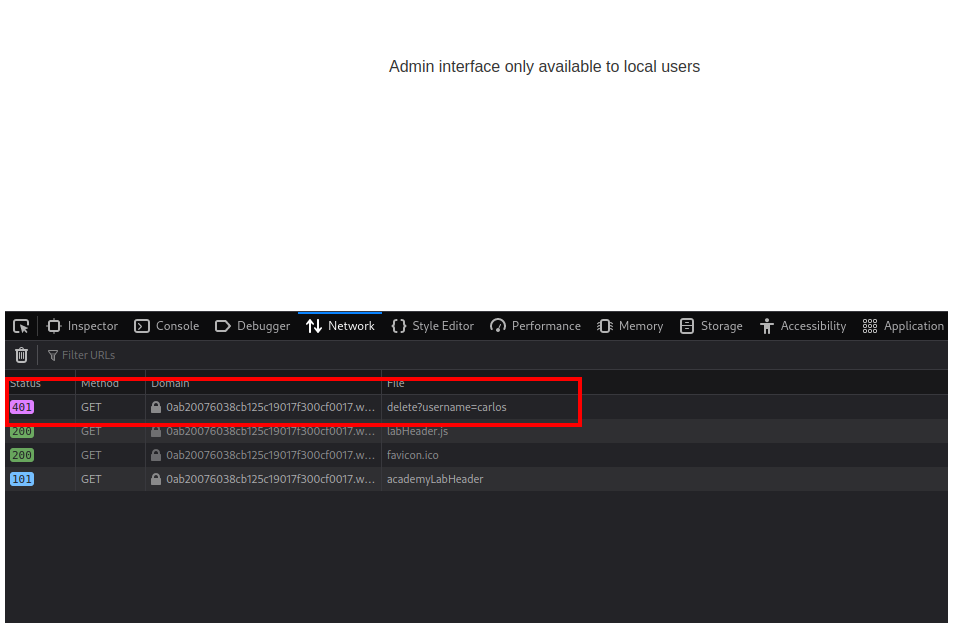 Admin interface only available to local users
Inspector Console Debugger Network Style Editor Performance Memory Storage Accessibility Application
Filter URLs
Status Method Domain File
401 GET 0ab20076038cb125c19017f300cf0017.w... delete?username=carlos
200 GET 0ab20076038cb125c19017f300cf0017.w... labHeader.js
200 GET 0ab20076038cb125c19017f300cf0017.w... favicon.ico
101 GET 0ab20076038cb125c19017f300cf0017.w... academyLabHeader